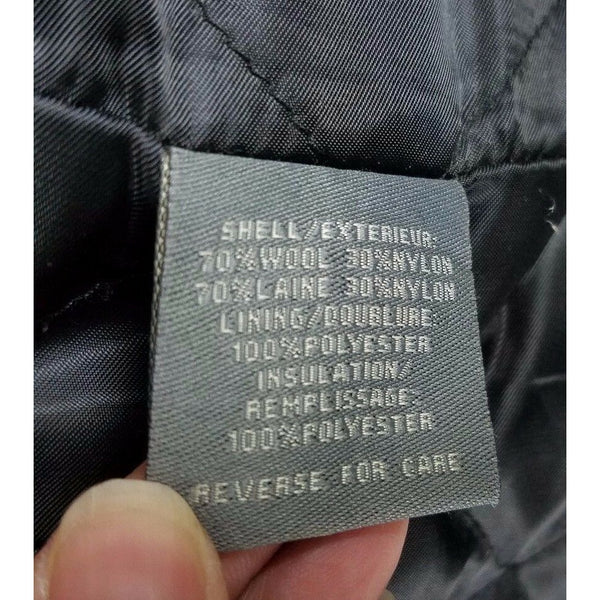 SHELL/EXTERIEUR:
70%WOOL 30%NYLON
70%LAINE 30%NYLON
LINING/DOUBLURE:
100%POLYESTER
INSULATION/
REMPLISSAGE:
100%POLYESTER
REVERSE FOR CARE